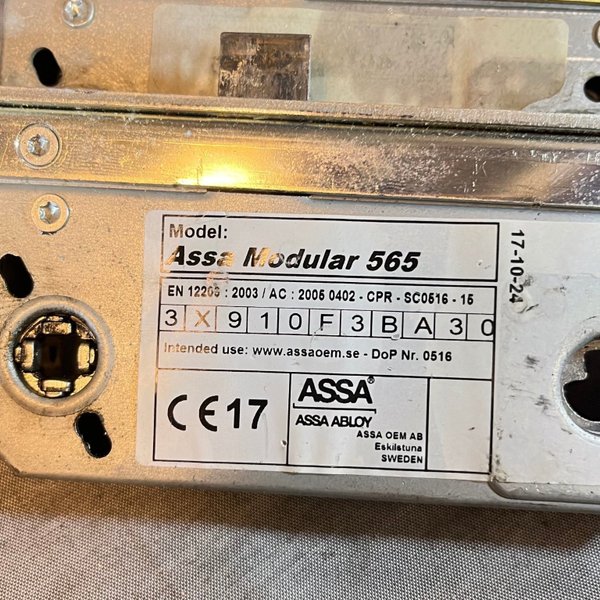 Model:
Assa Modular 565
EN 12209 : 2003 / AC : 2005 0402 - CPR - SC0516 - 15
3 X 9 1 0 F 3 B A 3 0
Intended use: www.assaoem.se - DoP Nr. 0516
CE 17
ASSA®
ASSA ABLOY
ASSA OEM AB
Eskilstuna
SWEDEN
17-10-24